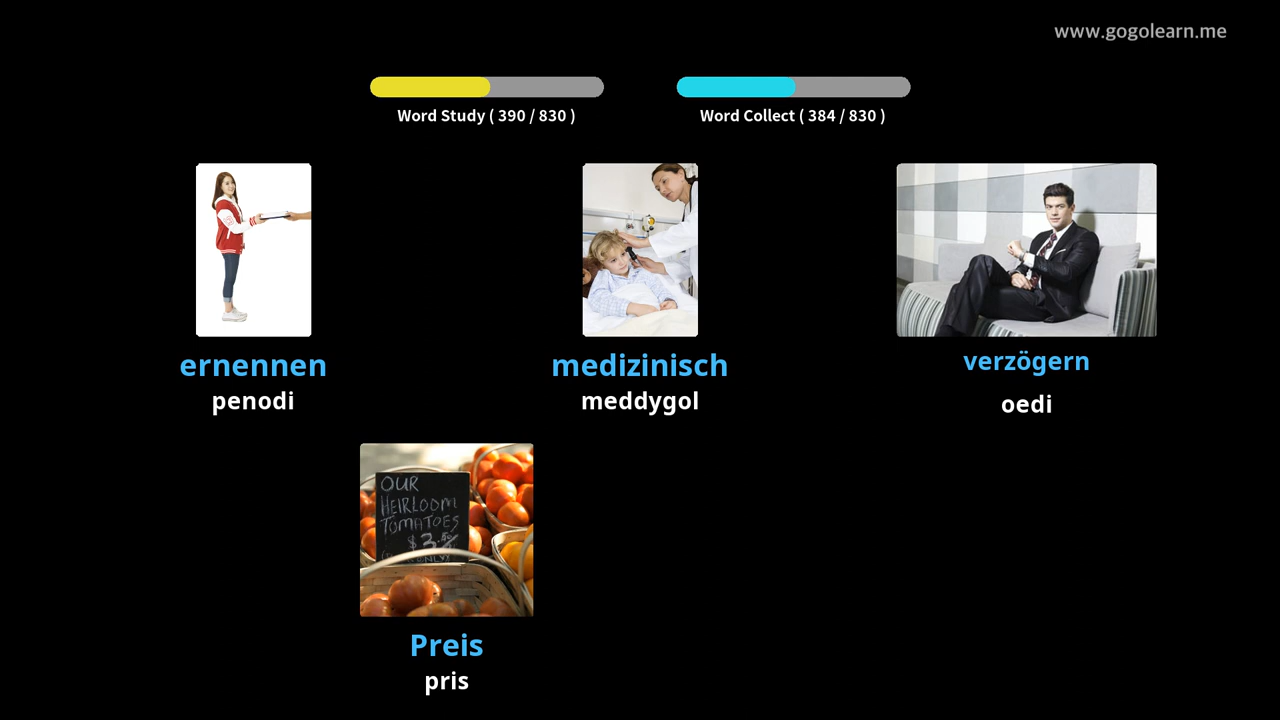 www.gogolearn.me
Word Study ( 390 / 830 )
Word Collect ( 384 / 830 )
ernennen
penodi
medizinisch
meddygol
verzögern
oedi
OUR
HEIRLOOM
TOMATOES
Preis
pris